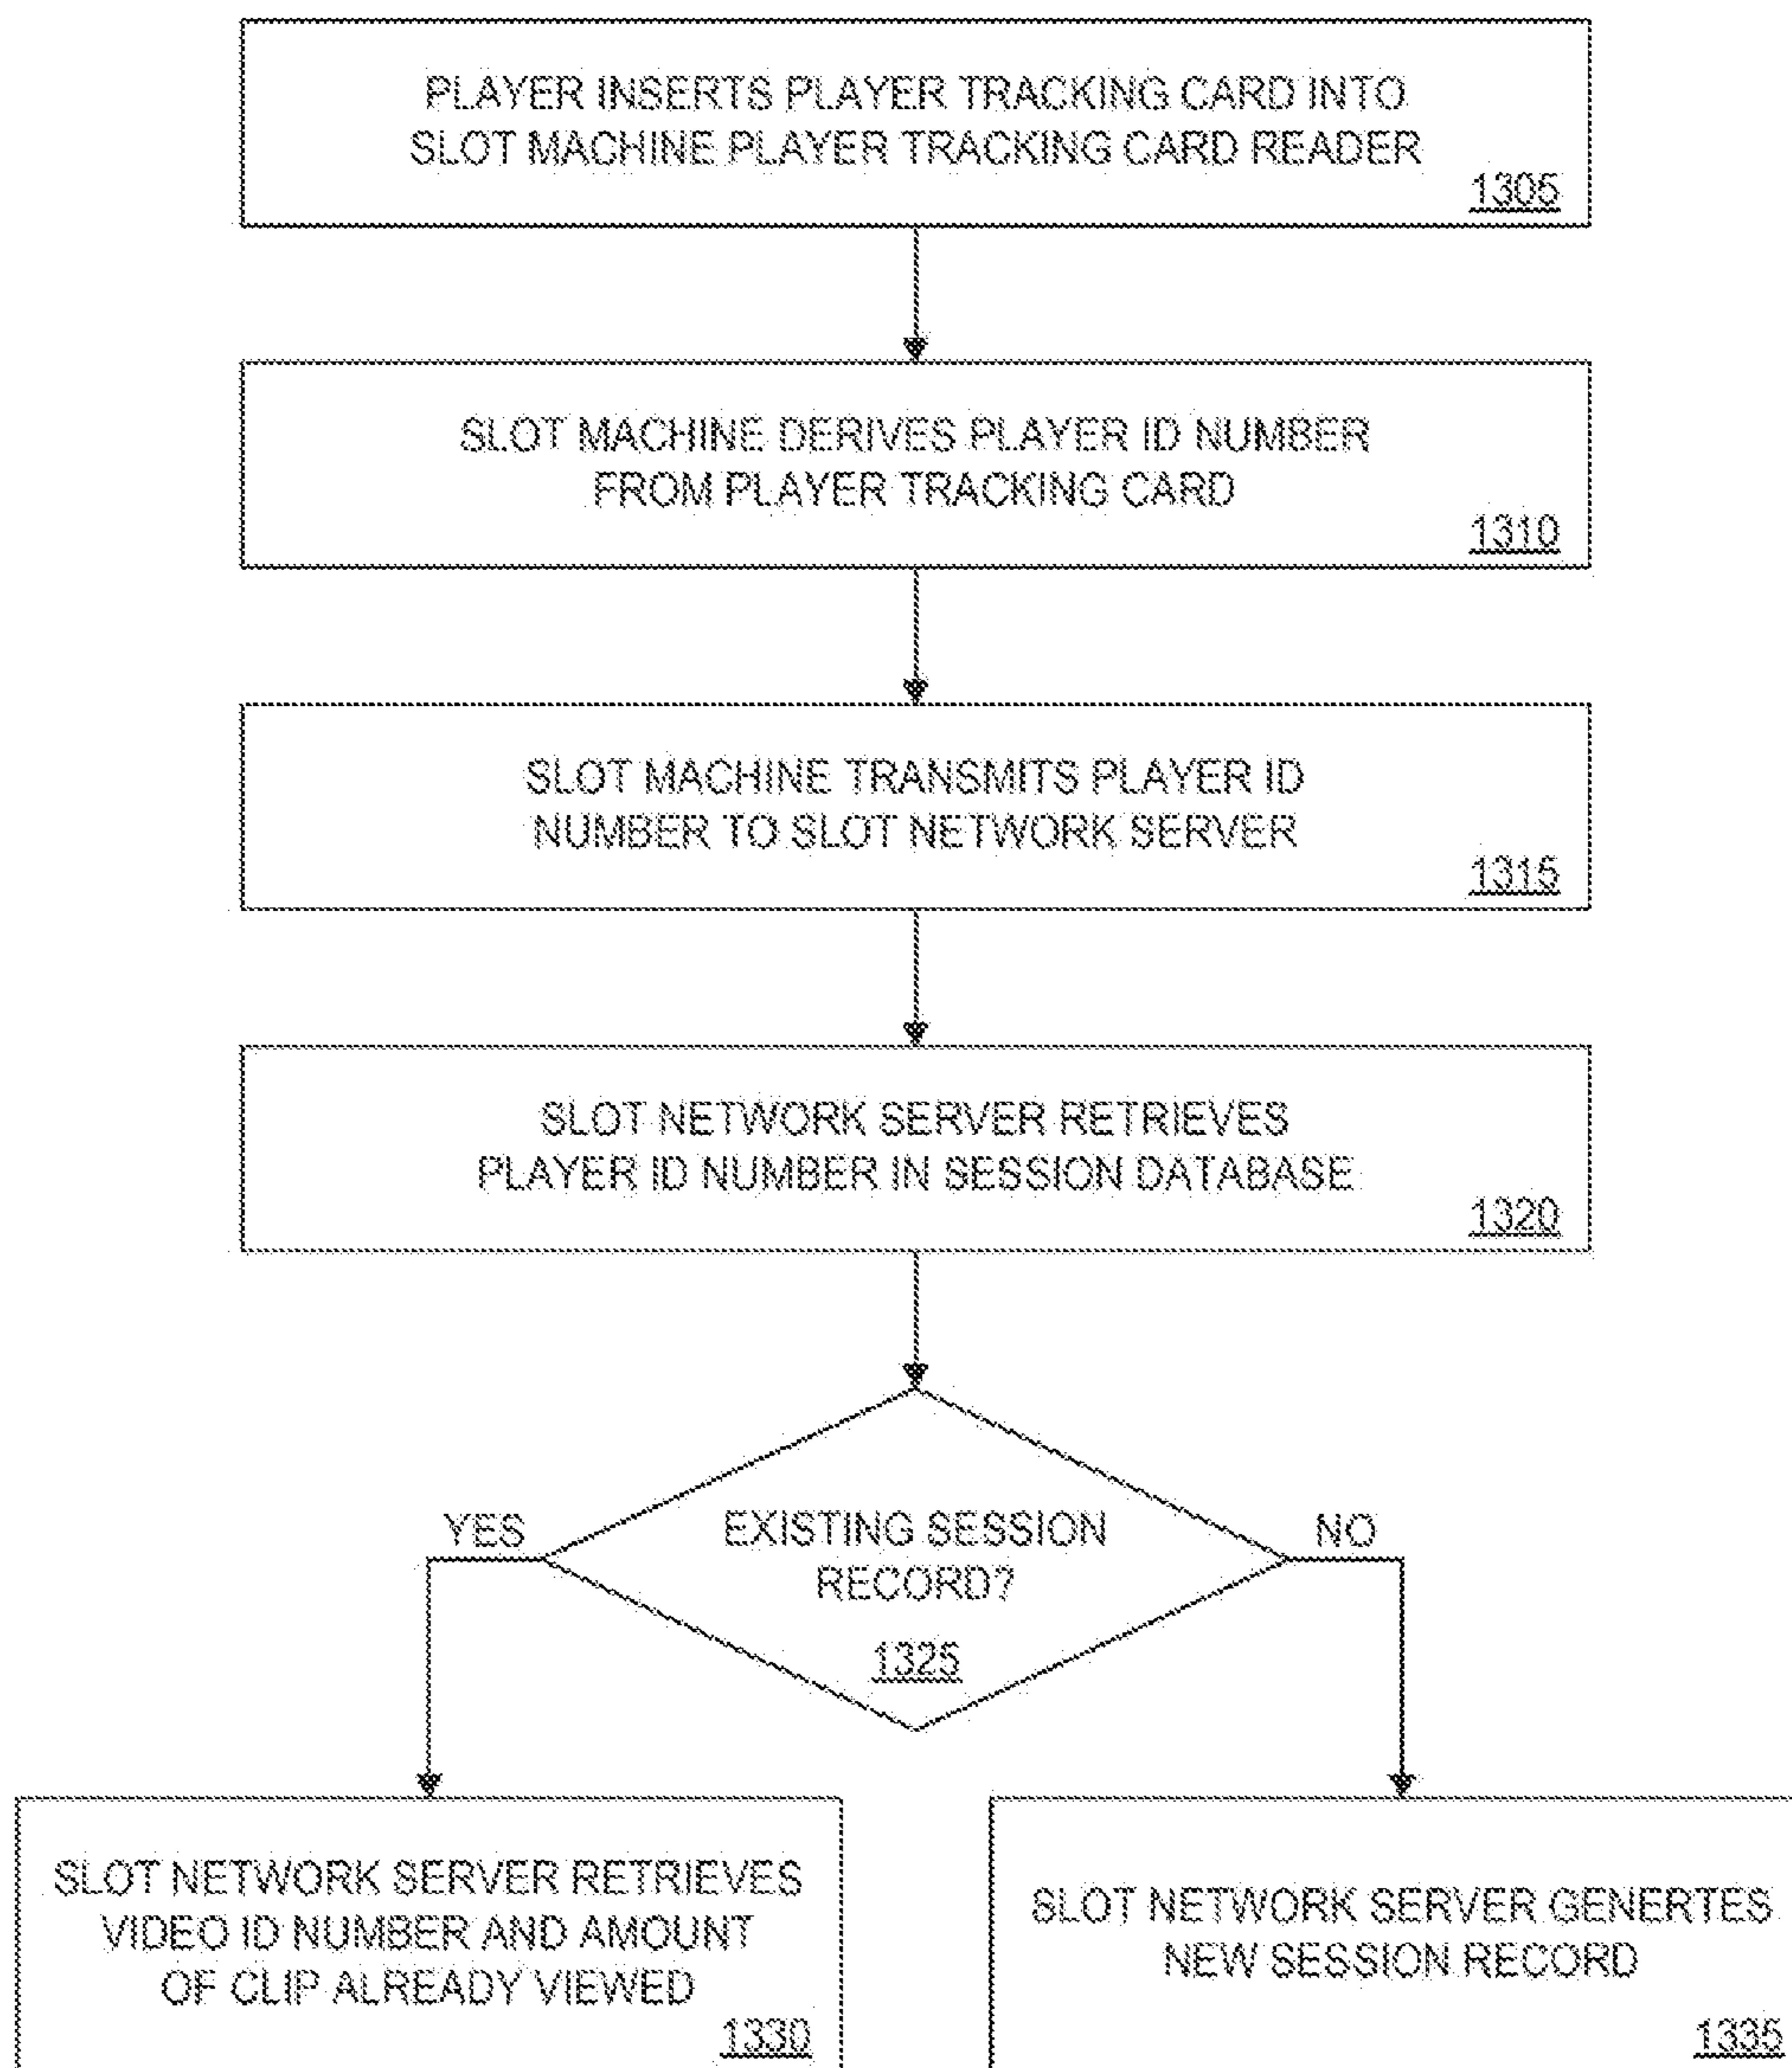 PLAYER INSERTS PLAYER TRACKING CARD INTO
SLOT MACHINE PLAYER TRACKING CARD READER
1305
SLOT MACHINE DERIVES PLAYER ID NUMBER
FROM PLAYER TRACKING CARD
1310
SLOT MACHINE TRANSMITS PLAYER ID
NUMBER TO SLOT NETWORK SERVER
1315
SLOT NETWORK SERVER RETRIEVES
PLAYER ID NUMBER IN SESSION DATABASE
1320
YES
EXISTING SESSION
RECORD?
NO
1325
SLOT NETWORK SERVER RETRIEVES
VIDEO ID NUMBER AND AMOUNT
OF CLIP ALREADY VIEWED
1330
SLOT NETWORK SERVER GENERTES
NEW SESSION RECORD
1335